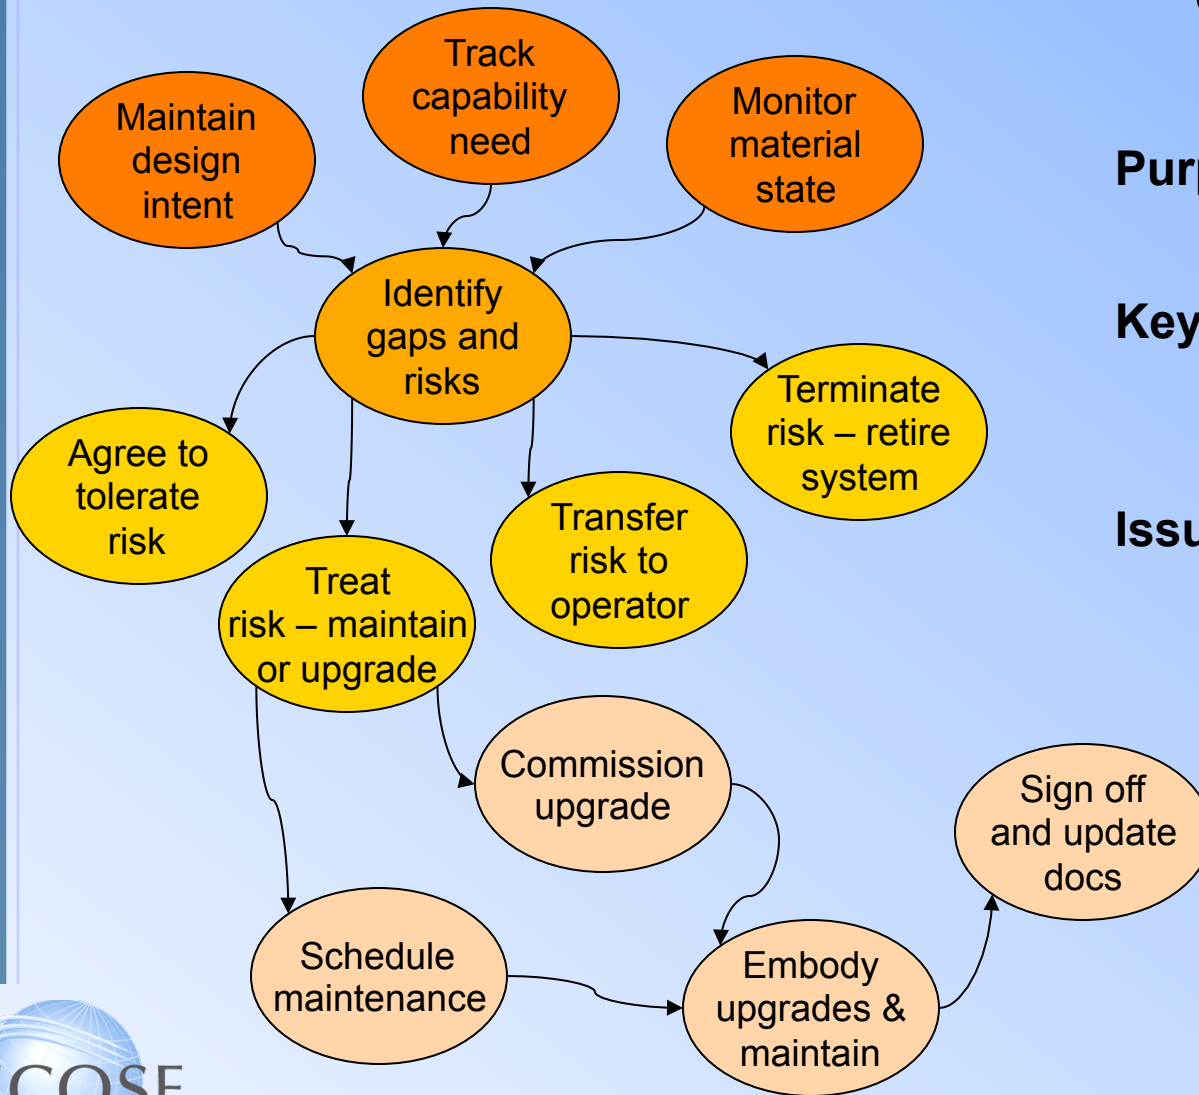 Track
capability
need
Maintain
design
intent
Monitor
material
state
Identify
gaps and
risks
Terminate
risk – retire
system
Agree to
tolerate
risk
Transfer
risk to
operator
Treat
risk – maintain
or upgrade
Commission
upgrade
Sign off
and update
docs
Schedule
maintenance
Embody
upgrades &
maintain
Key